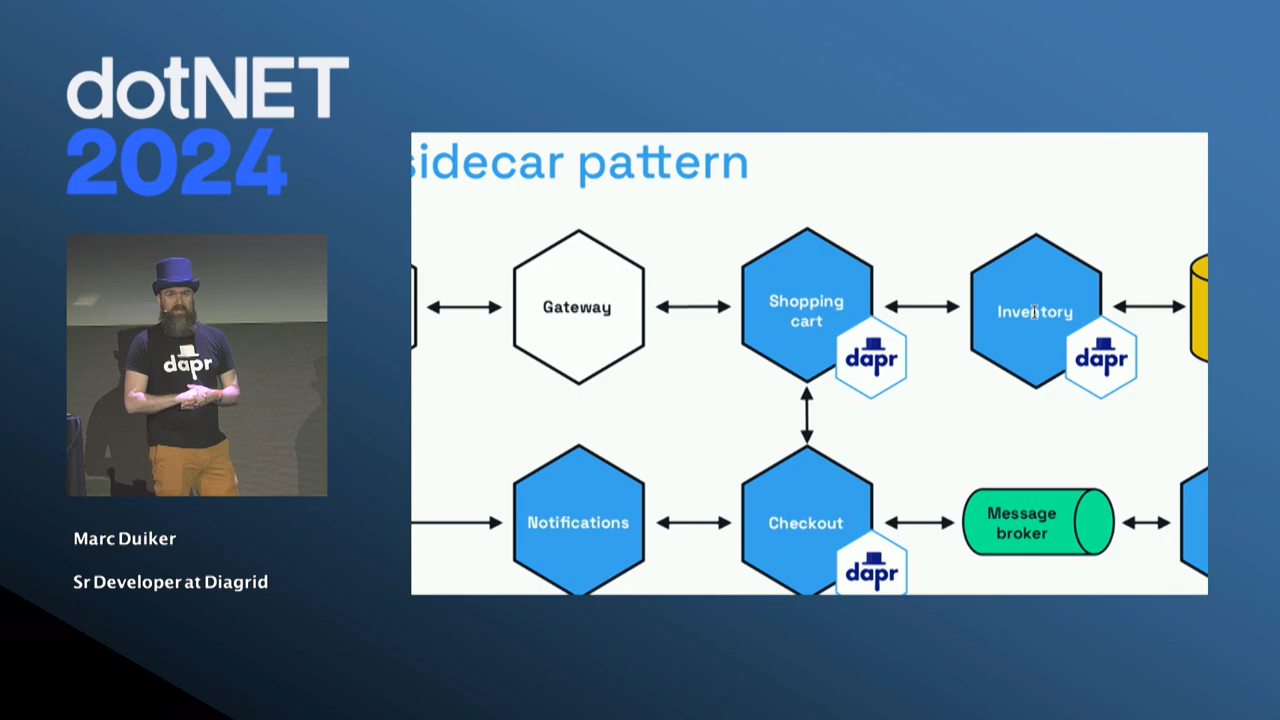 dotNET
2024
sidecar pattern
Gateway
Shopping
cart
dapr
Inventory
dapr
dapr
Notifications
Checkout
dapr
Message
broker
Marc Duiker
Sr Developer at Diagrid